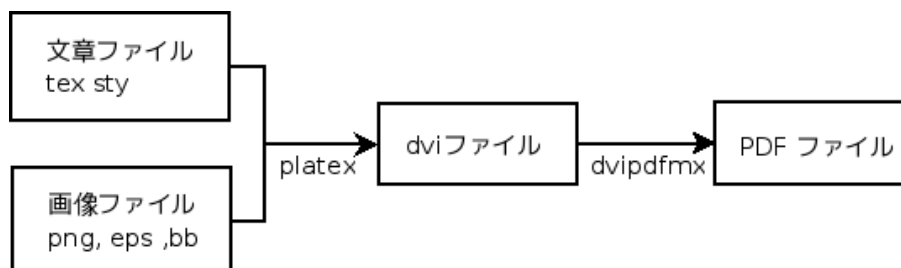 文章ファイル
tex sty
platex
dviファイル
dvipdfmx
PDF ファイル
画像ファイル
png, eps ,bb